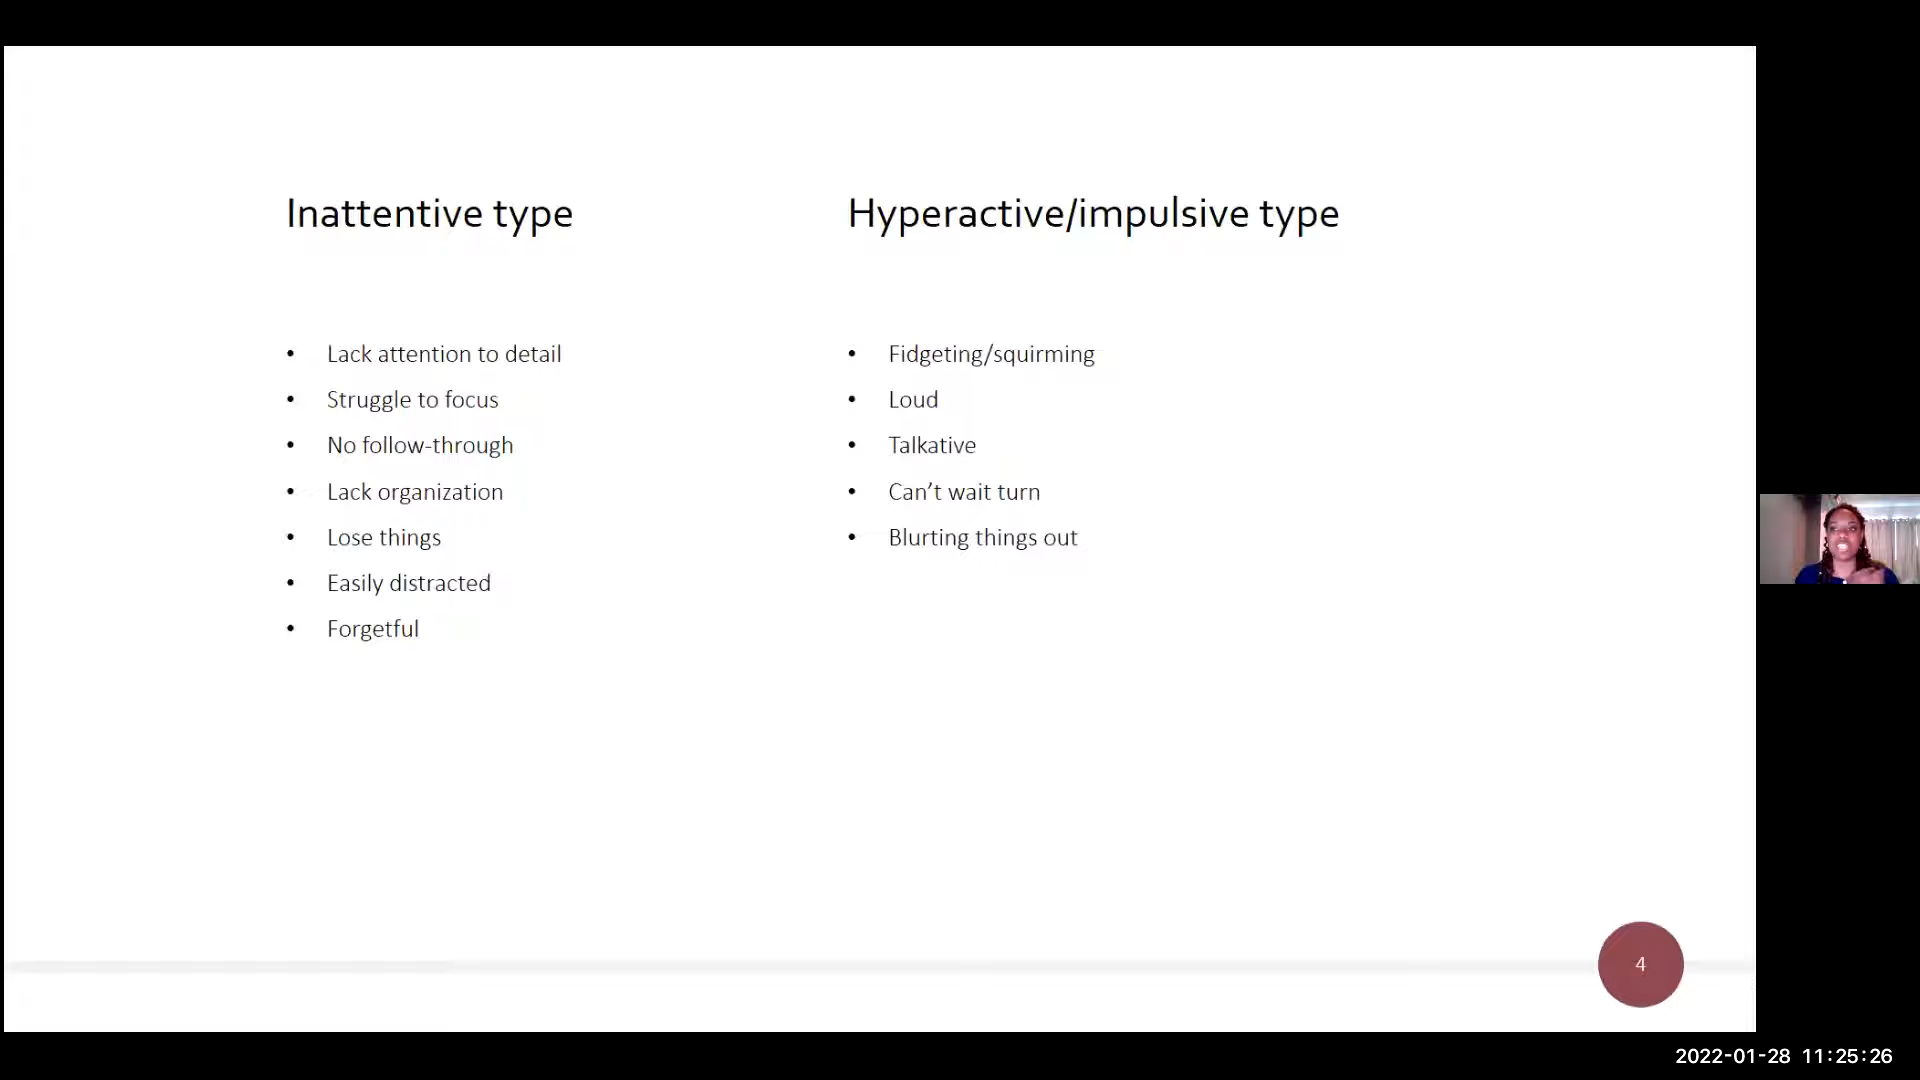 Inattentive type
• Lack attention to detail
• Struggle to focus
• No follow-through
• Lack organization
• Lose things
• Easily distracted
• Forgetful
Hyperactive/impulsive type
• Fidgeting/squirming
• Loud
• Talkative
• Can’t wait turn
• Blurting things out
4
2022-01-28 11:25:26